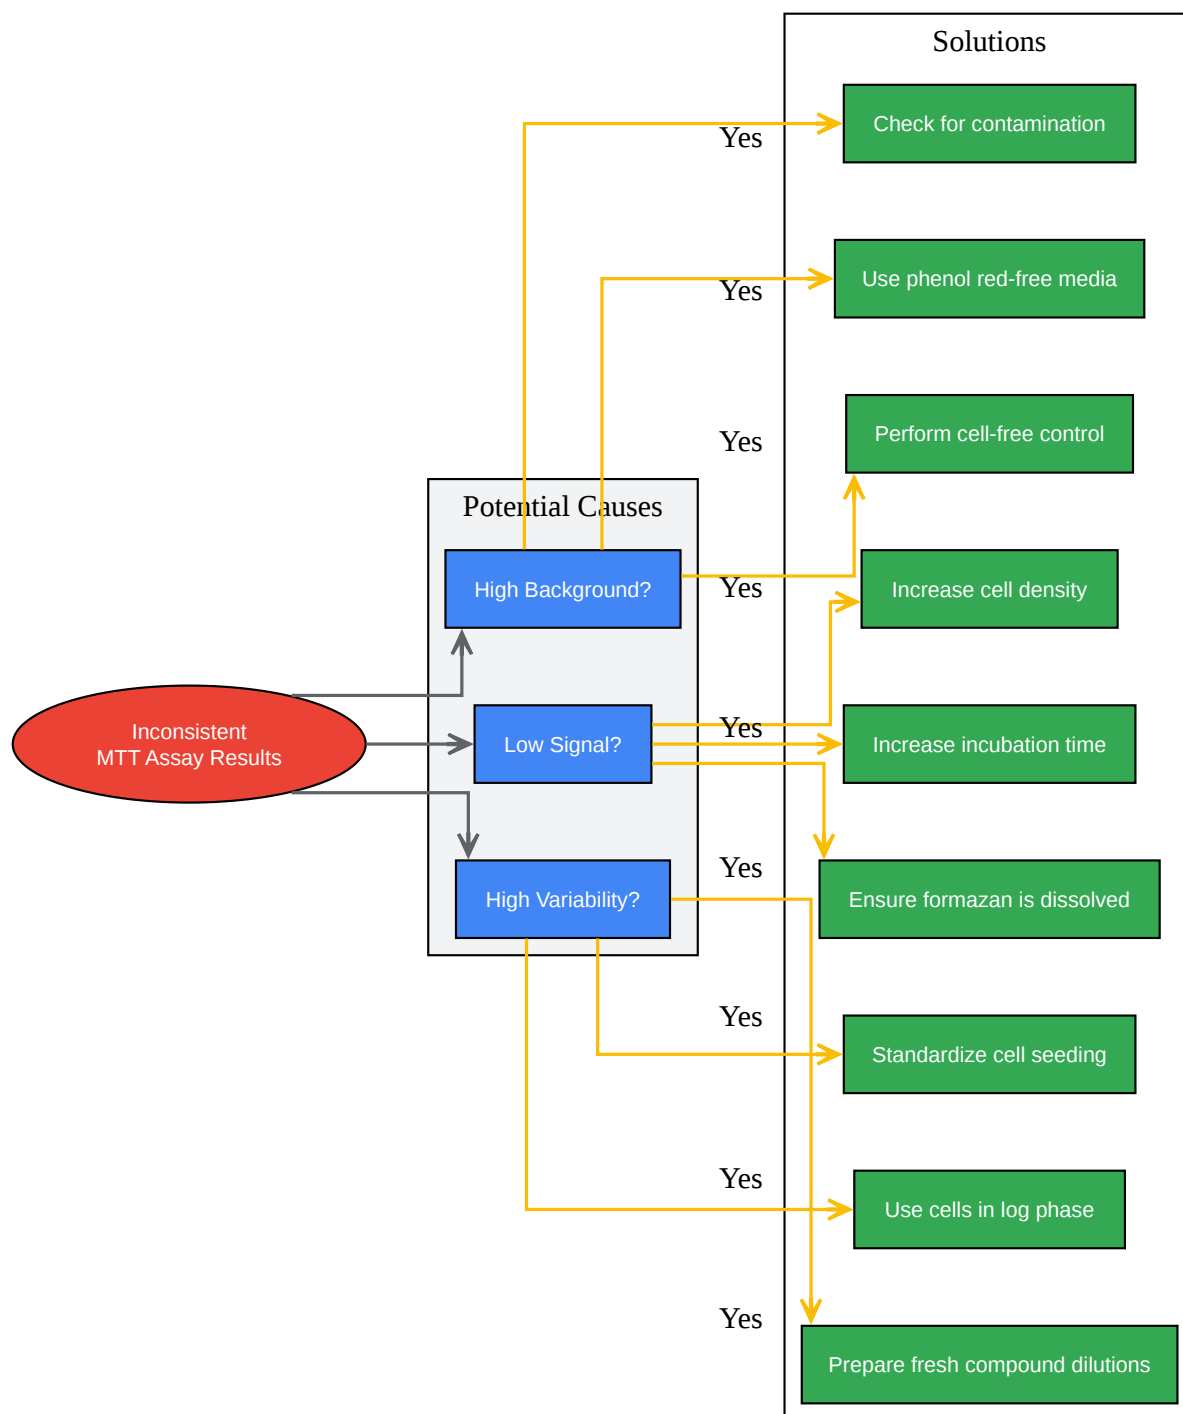 Solutions
Check for contamination
Yes
Use phenol red-free media
Yes
Perform cell-free control
Yes
Potential Causes
High Background?
Yes
Increase cell density
Inconsistent
MTT Assay Results
Low Signal?
Yes
Increase incubation time
High Variability?
Yes
Ensure formazan is dissolved
Yes
Standardize cell seeding
Yes
Use cells in log phase
Yes
Prepare fresh compound dilutions